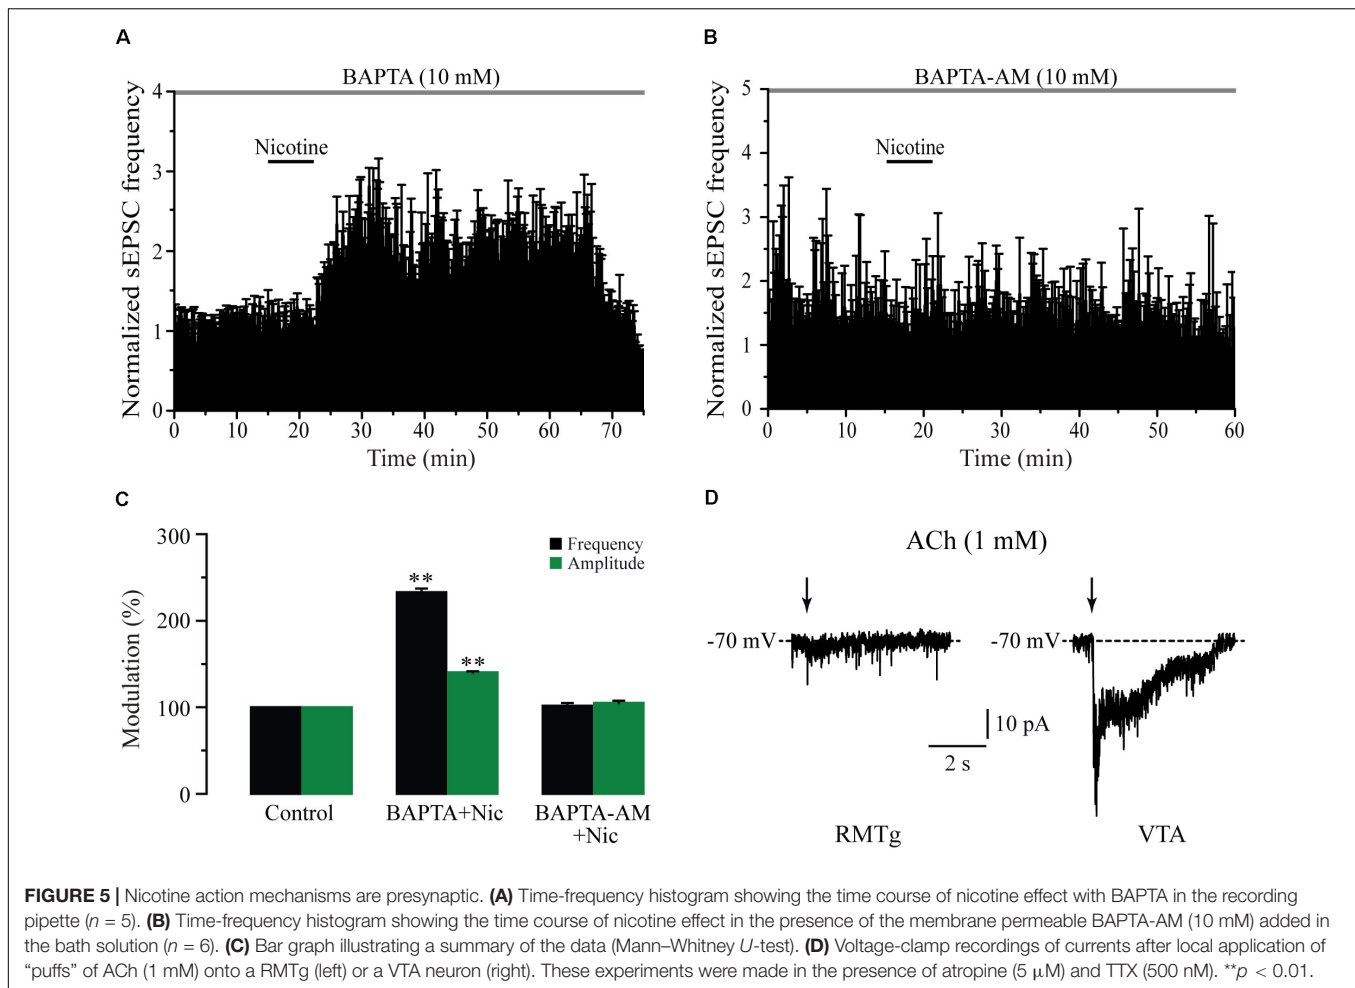 A
BAPTA (10 mM)
Nicotine
Normalized sEPSC frequency
4
3
2
1
0
0 10 20 30 40 50 60 70
Time (min)
B
BAPTA-AM (10 mM)
Nicotine
Normalized sEPSC frequency
5
4
3
2
1
0
0 10 20 30 40 50 60
Time (min)
C
Modulation (%)
300
200
100
0
Frequency
Amplitude
**
**
Control
BAPTA+Nic
BAPTA-AM
+Nic
D
ACh (1 mM)
-70 mV
-70 mV
10 pA
2 s
RMTg
VTA
FIGURE 5 | Nicotine action mechanisms are presynaptic. (A) Time-frequency histogram showing the time course of nicotine effect with BAPTA in the recording
pipette (n = 5). (B) Time-frequency histogram showing the time course of nicotine effect in the presence of the membrane permeable BAPTA-AM (10 mM) added in
the bath solution (n = 6). (C) Bar graph illustrating a summary of the data (Mann–Whitney U-test). (D) Voltage-clamp recordings of currents after local application of
“puffs” of ACh (1 mM) onto a RMTg (left) or a VTA neuron (right). These experiments were made in the presence of atropine (5 μM) and TTX (500 nM). **p < 0.01.